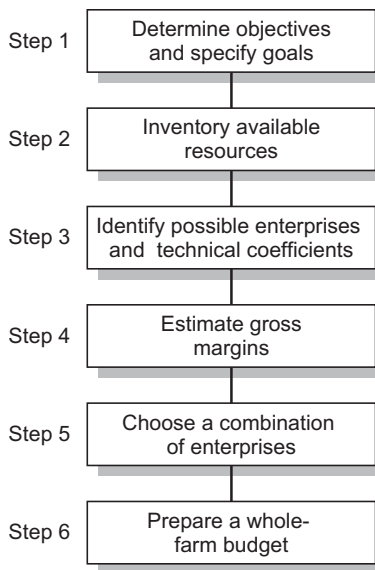 Step 1
Determine objectives
and specify goals
Step 2
Inventory available
resources
Step 3
Identify possible enterprises
and technical coefficients
Step 4
Estimate gross
margins
Step 5
Choose a combination
of enterprises
Step 6
Prepare a whole-
farm budget